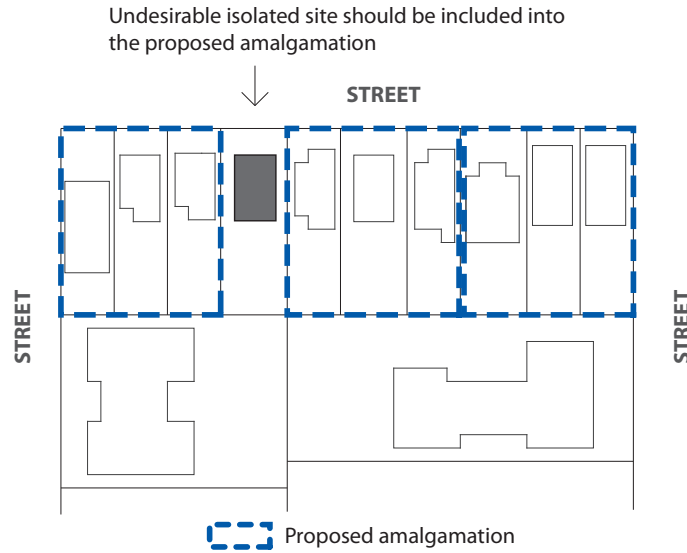 Undesirable isolated site should be included into
the proposed amalgamation
STREET
STREET
STREET
Proposed amalgamation